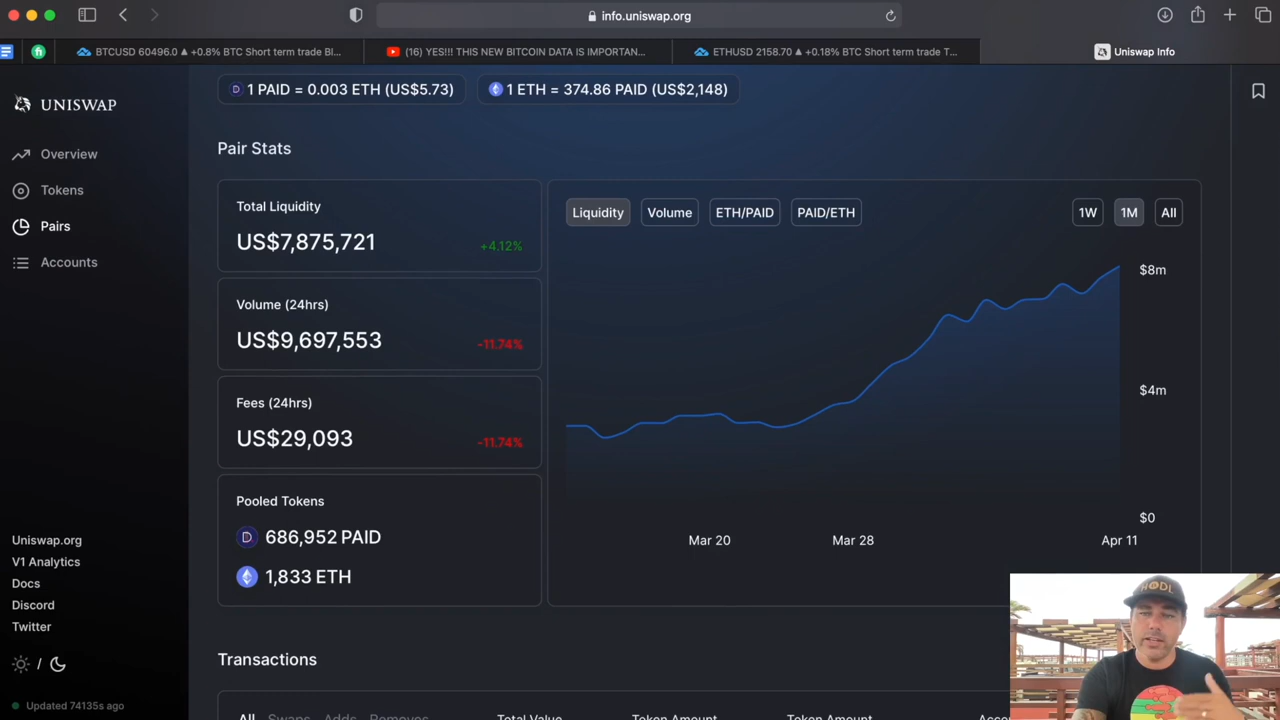 info.uniswap.org
BTCUSD 60496.0 ▲ +0.8% BTC Short term trade Bl...
(16) YES!!! THIS NEW BITCOIN DATA IS IMPORTAN...
ETHUSD 2158.70 ▲ +0.18% BTC Short term trade T...
Uniswap Info
1 PAID = 0.003 ETH (US$5.73)
1 ETH = 374.86 PAID (US$2,148)
UNISWAP
Overview
Tokens
Pairs
Accounts
Pair Stats
Total Liquidity
US$7,875,721
+4.12%
Volume (24hrs)
US$9,697,553
-11.74%
Fees (24hrs)
US$29,093
-11.74%
Pooled Tokens
686,952 PAID
1,833 ETH
Liquidity
Volume
ETH/PAID
PAID/ETH
1W
1M
All
$8m
$4m
$0
Mar 20
Mar 28
Apr 11
Uniswap.org
V1 Analytics
Docs
Discord
Twitter
/
Updated 74135s ago
Transactions
All
Swaps
Adds
Removes
Total Value
Token Amount
Token Amount
HODL